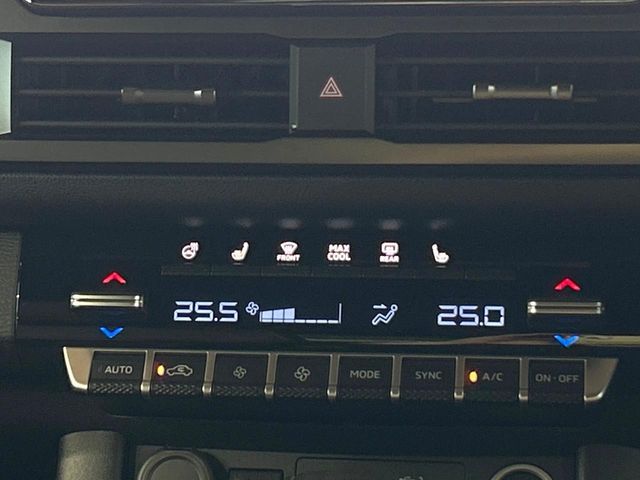 FRONT MAX COOL REAR
25.5 25.0
AUTO MODE SYNC A/C ON·OFF